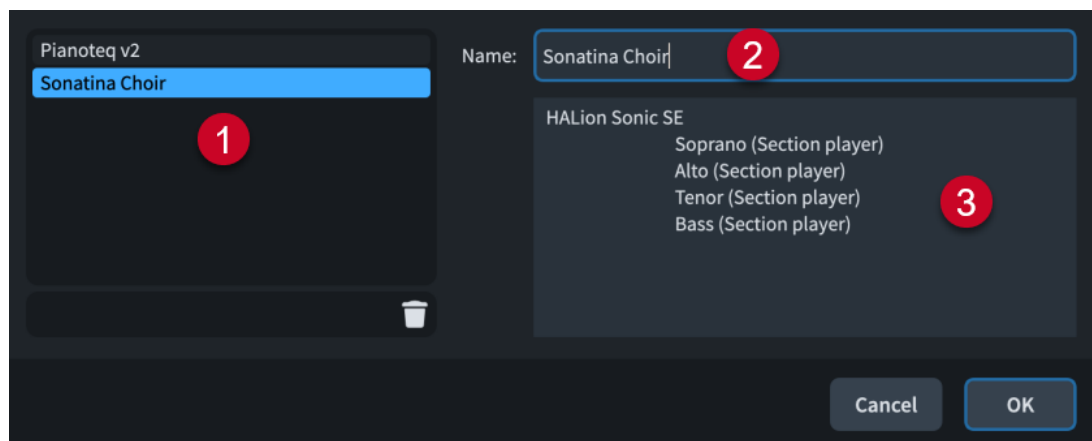 Pianoteq v2
Sonatina Choir
1
Name:
Sonatina Choir
2
HALion Sonic SE
Soprano (Section player)
Alto (Section player)
Tenor (Section player)
Bass (Section player)
3
Cancel
OK